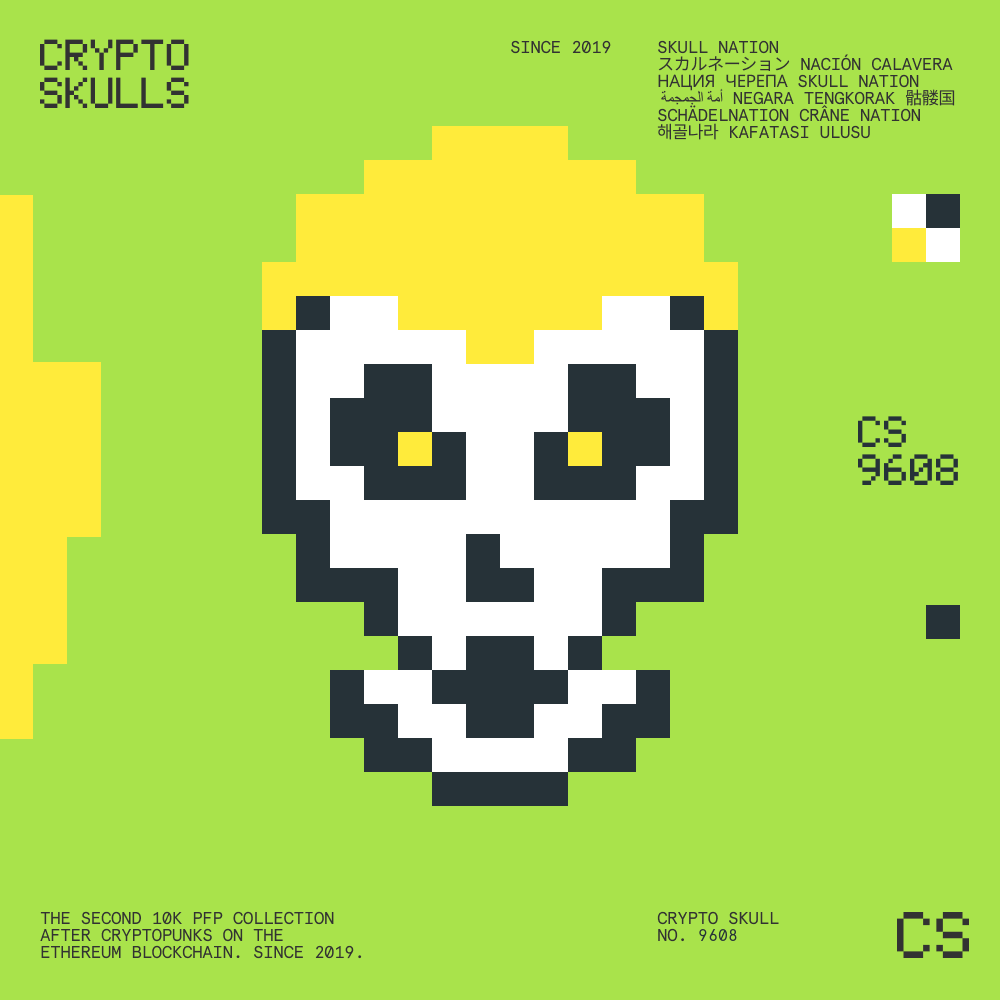 CRYPTO
SKULLS
SINCE 2019
SKULL NATION
スカルネーション NACIÓN CALAVERA
НАЦИЯ ЧЕРЕПА SKULL NATION
أمة الجمجمة NEGARA TENGKORAK 骷髅国
SCHÄDELNATION CRÂNE NATION
해골나라 KAFATASI ULUSU
CS
9608
THE SECOND 10K PFP COLLECTION
AFTER CRYPTOPUNKS ON THE
ETHEREUM BLOCKCHAIN. SINCE 2019.
CRYPTO SKULL
NO. 9608
CS